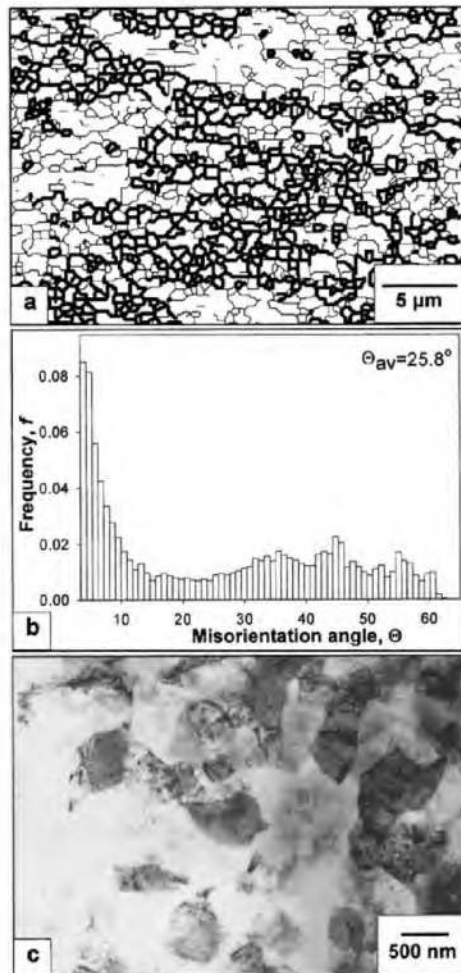 a
5 µm
Θav=25.8°
0.08
0.06
0.04
0.02
0.00
Frequency, f
10 20 30 40 50 60
Misorientation angle, Θ
b
c
500 nm